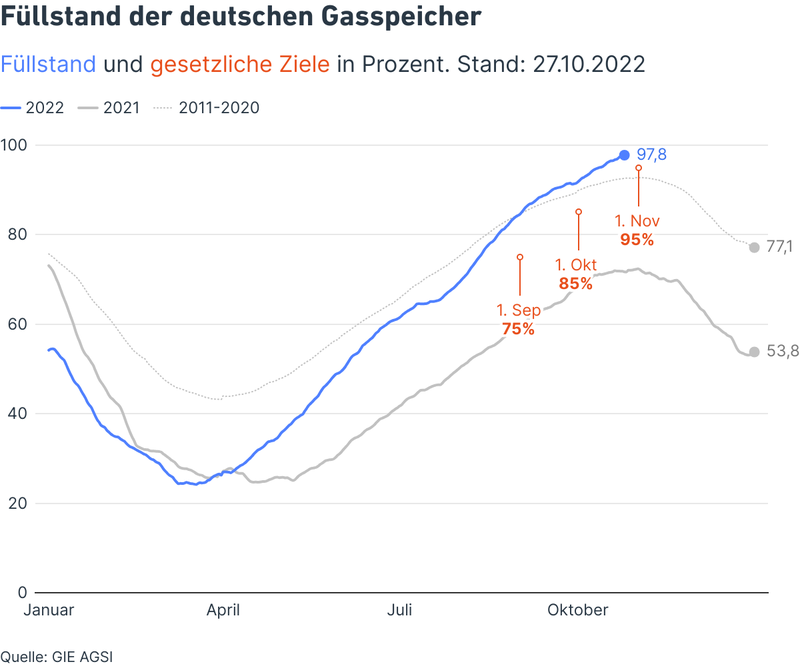 Füllstand der deutschen Gasspeicher
Füllstand und gesetzliche Ziele in Prozent. Stand: 27.10.2022
2022 2021 2011-2020
100
97,8
1. Nov
95%
80
77,1
1. Okt
85%
1. Sep
75%
60
53,8
40
20
0
Januar April Juli Oktober
Quelle: GIE AGSI